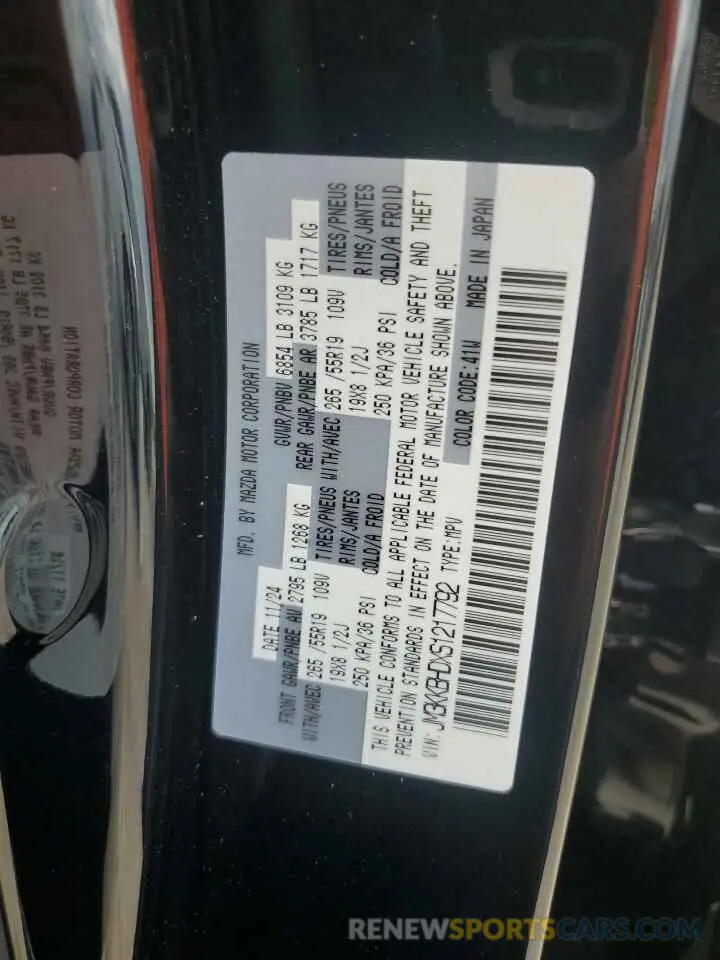 MFD. BY MAZDA MOTOR CORPORATION
DATE 11/24 GVWR/PNBV 6854 LB 3109 KG
FRONT GAWR/PNBE AV 2795 LB 1268 KG REAR GAWR/PNBE AR 3785 LB 1717 KG
WITH/AVEC 265 /55R19 109V TIRES/PNEUS WITH/AVEC 265 /55R19 109V TIRES/PNEUS
19X8 1/2J RIMS/JANTES 19X8 1/2J RIMS/JANTES
250 KPA/36 PSI COLD/A FROID 250 KPA/36 PSI COLD/A FROID
THIS VEHICLE CONFORMS TO ALL APPLICABLE FEDERAL MOTOR VEHICLE SAFETY AND THEFT
PREVENTION STANDARDS IN EFFECT ON THE DATE OF MANUFACTURE SHOWN ABOVE.
VIN: JM3KKBHDXS1217792 TYPE:MPV COLOR CODE:41W MADE IN JAPAN
RENEWSPORTSCARS.COM